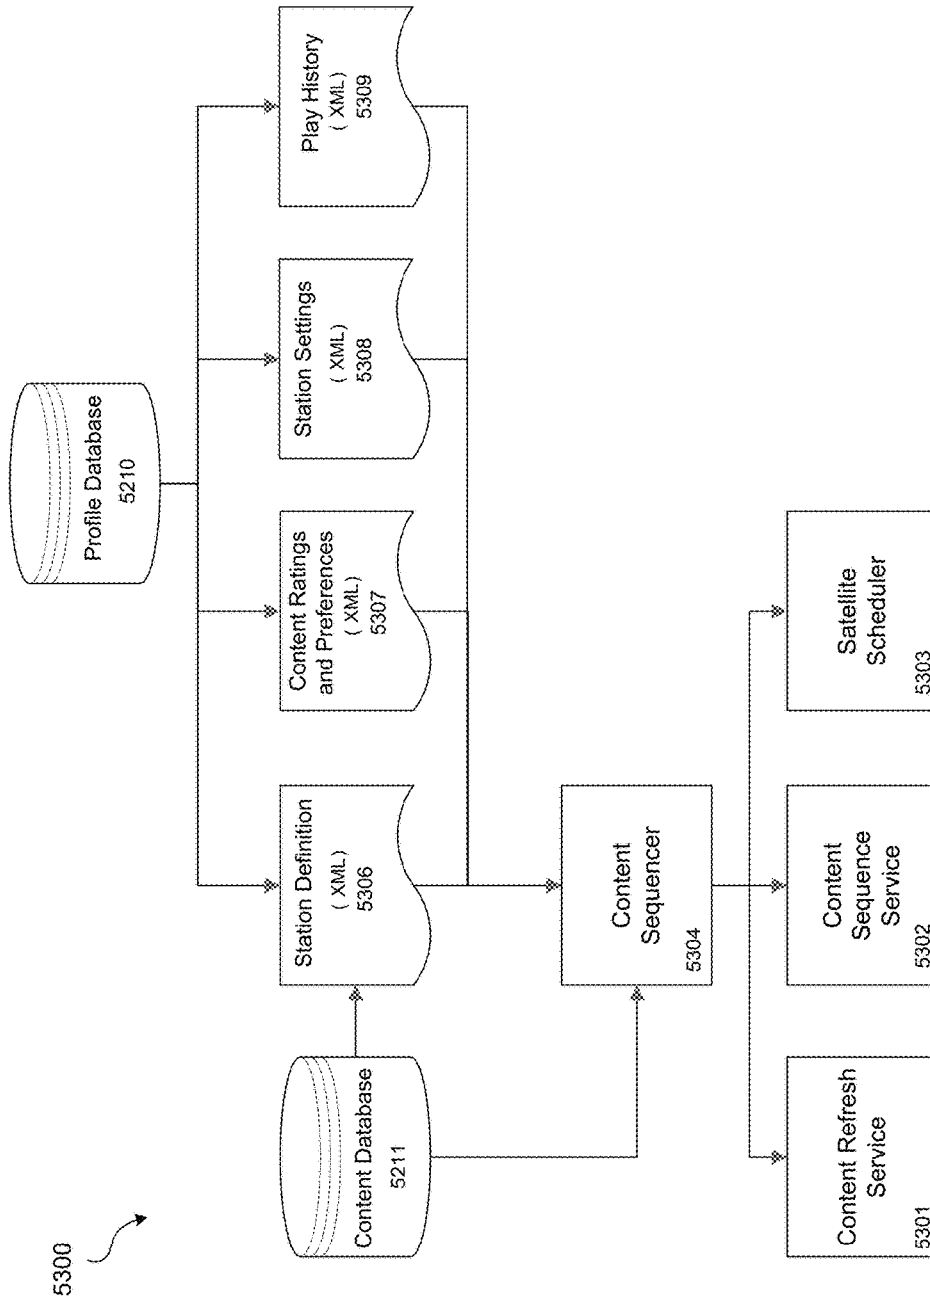 5300
Profile Database
5210
Content Database
5211
Station Definition
( XML)
5306
Content Ratings
and Preferences
( XML)
5307
Station Settings
( XML)
5308
Play History
( XML)
5309
Content
Sequencer
5304
Content Refresh
Service
5301
Content
Sequence
Service
5302
Satellite
Scheduler
5303